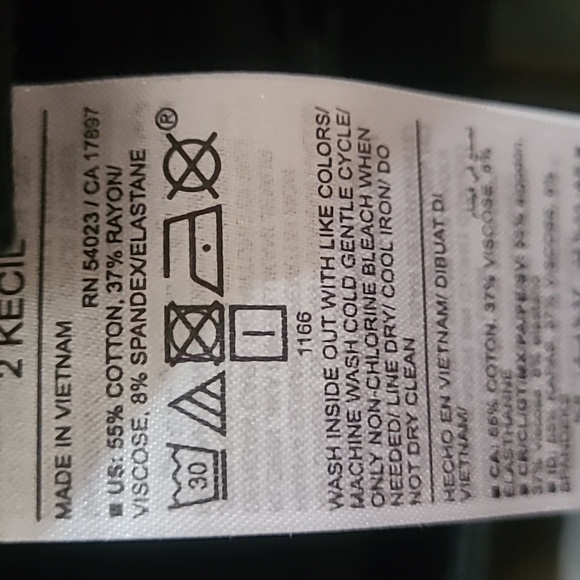 2 KECIL
MADE IN VIETNAM
RN 54023 / CA 17897
■ US: 55% COTTON, 37% RAYON/
VISCOSE, 8% SPANDEX/ELASTANE
®
30
1166
WASH INSIDE OUT WITH LIKE COLORS/
MACHINE WASH COLD GENTLE CYCLE/
ONLY NON-CHLORINE BLEACH WHEN
NEEDED/ LINE DRY/ COOL IRON/ DO
NOT DRY CLEAN
HECHO EN VIETNAM/ DIBUAT DI
VIETNAM/
■ CA: 55% COTON, 37% VISCOSE, 8%
ELASTHANNE